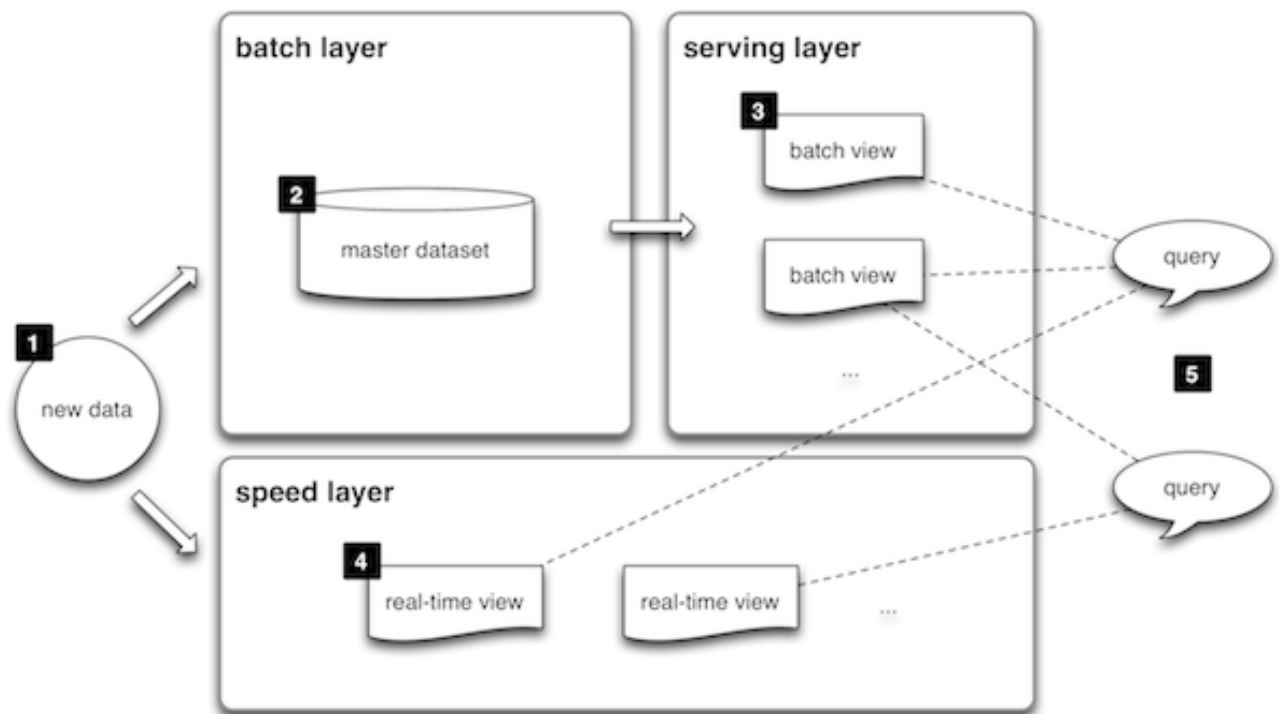 batch layer
serving layer
3
batch view
2
master dataset
batch view
query
1
new data
...
5
speed layer
query
4
real-time view
real-time view
...